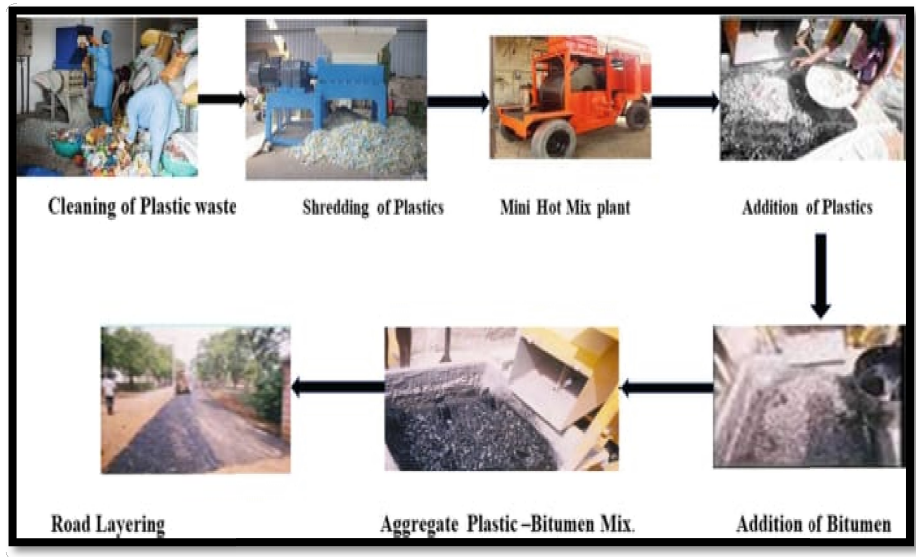 Cleaning of Plastic waste
Shredding of Plastics
Mini Hot Mix plant
Addition of Plastics
Addition of Bitumen
Aggregate Plastic –Bitumen Mix.
Road Layering